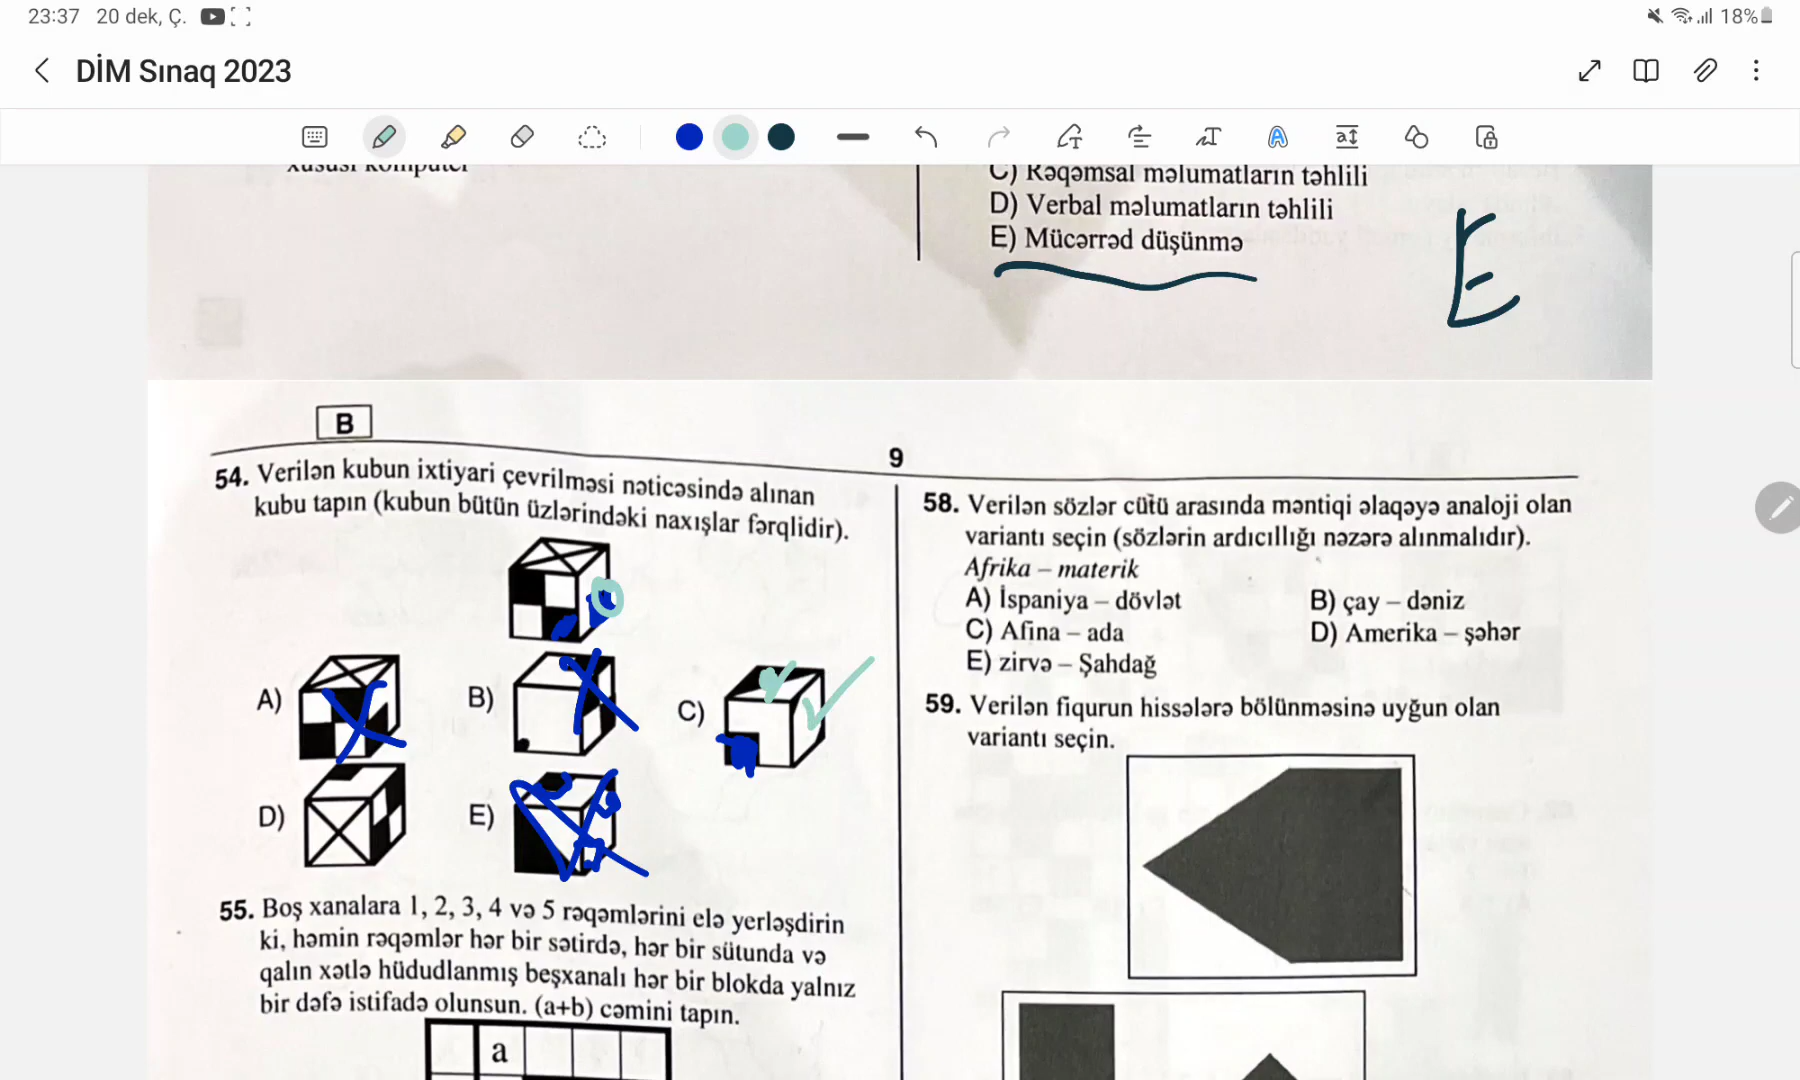 23:37 20 dek, Ç.
18%
DİM Sınaq 2023
xüsusi kompüter
C) Rəqəmsal məlumatların təhlili
D) Verbal məlumatların təhlili
E) Mücərrəd düşünmə
E
B
9
54. Verilən kubun ixtiyari çevrilməsi nəticəsində alınan
kubu tapın (kubun bütün üzlərindəki naxışlar fərqlidir).
A)
B)
C)
D)
E)
55. Boş xanalara 1, 2, 3, 4 və 5 rəqəmlərini elə yerləşdirin
ki, həmin rəqəmlər hər bir sətirdə, hər bir sütunda və
qalın xətlə hüdudlanmış beşxanalı hər bir blokda yalnız
bir dəfə istifadə olunsun. (a+b) cəmini tapın.
a
58. Verilən sözlər cütü arasında məntiqi əlaqəyə analoji olan
variantı seçin (sözlərin ardıcıllığı nəzərə alınmalıdır).
Afrika – materik
A) İspaniya – dövlət B) çay – dəniz
C) Afina – ada D) Amerika – şəhər
E) zirvə – Şahdağ
59. Verilən fiqurun hissələrə bölünməsinə uyğun olan
variantı seçin.